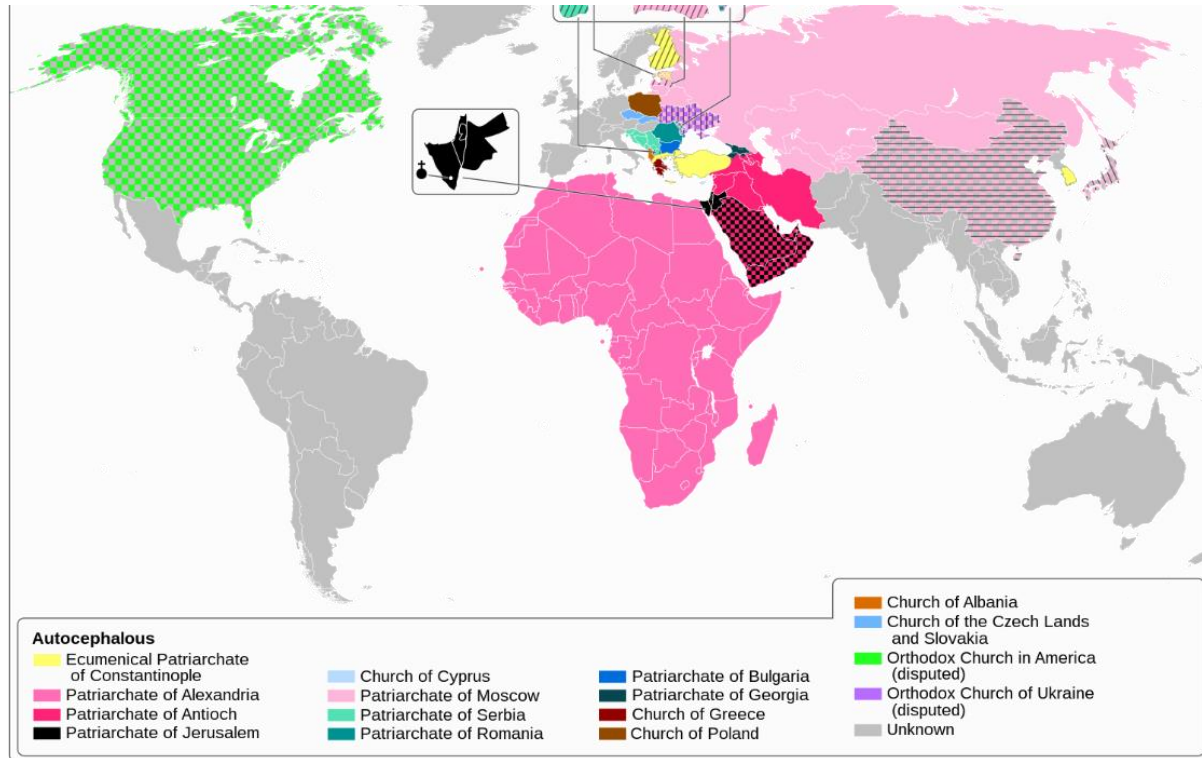 Autocephalous
Ecumenical Patriarchate
of Constantinople
Patriarchate of Alexandria
Patriarchate of Antioch
Patriarchate of Jerusalem
Church of Cyprus
Patriarchate of Moscow
Patriarchate of Serbia
Patriarchate of Romania
Patriarchate of Bulgaria
Patriarchate of Georgia
Church of Greece
Church of Poland
Church of Albania
Church of the Czech Lands
and Slovakia
Orthodox Church in America
(disputed)
Orthodox Church of Ukraine
(disputed)
Unknown